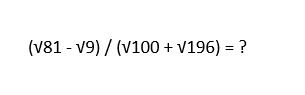 (√81 - √9) / (√100 + √196) = ?